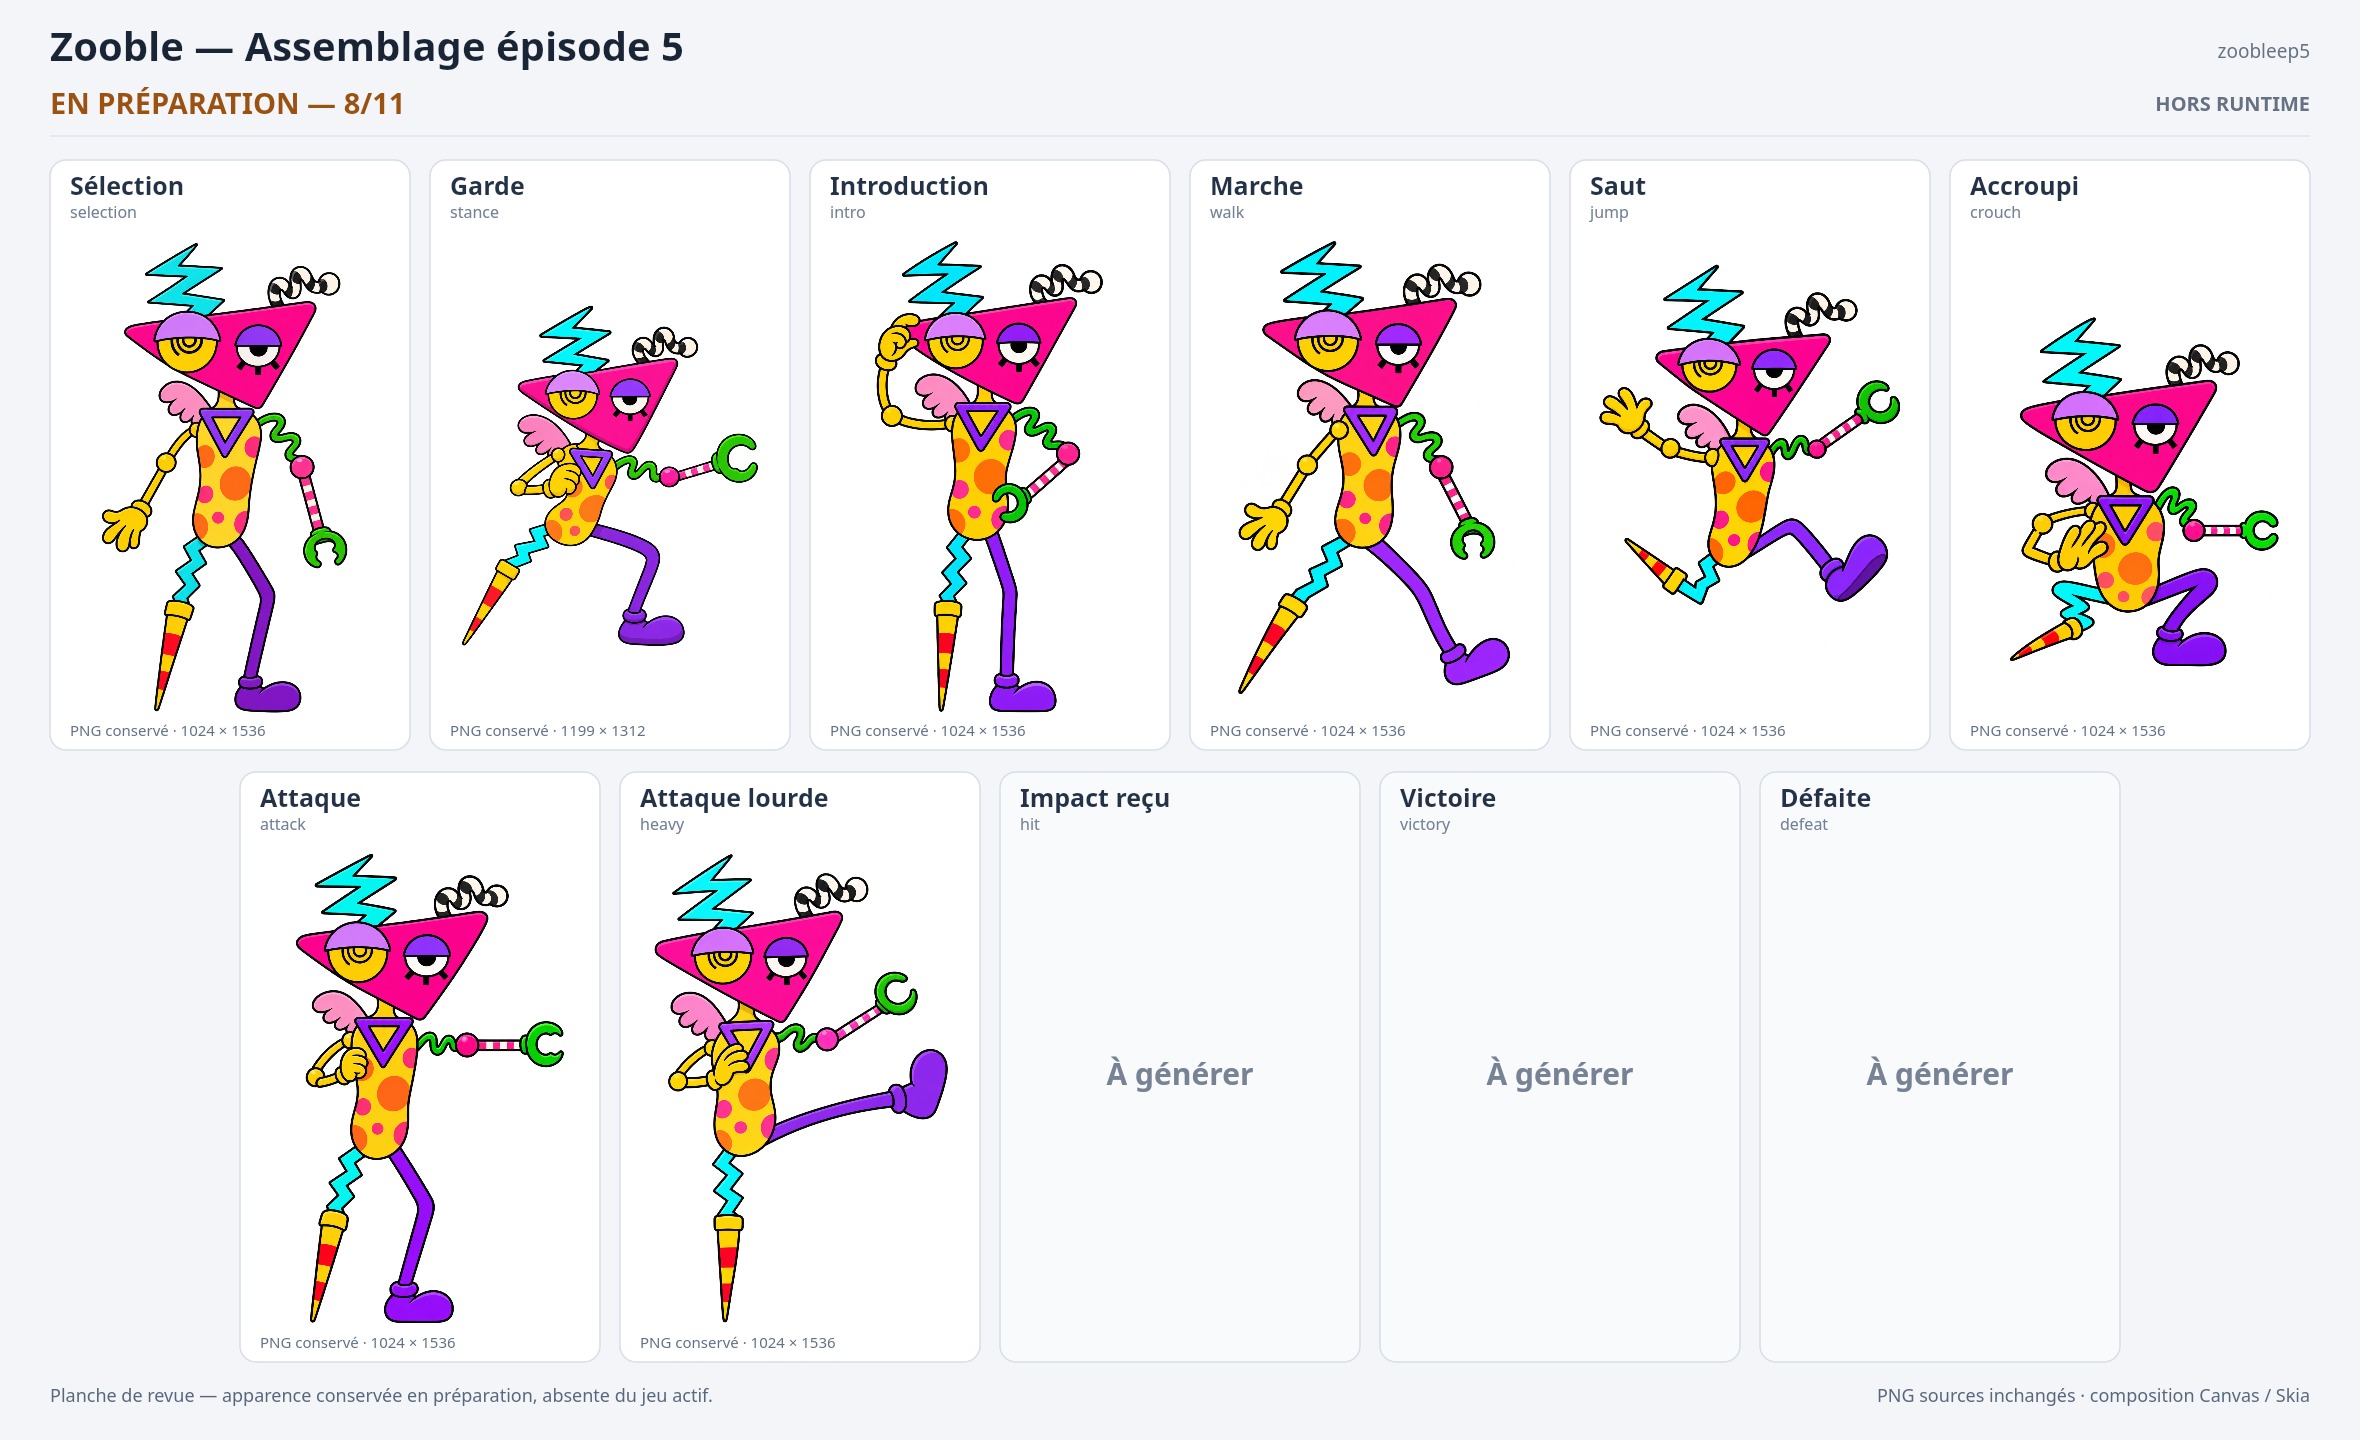 Zooble — Assemblage épisode 5
zoobleep5
EN PRÉPARATION — 8/11
HORS RUNTIME
Sélection
selection
PNG conservé · 1024 × 1536
Garde
stance
PNG conservé · 1199 × 1312
Introduction
intro
PNG conservé · 1024 × 1536
Marche
walk
PNG conservé · 1024 × 1536
Saut
jump
PNG conservé · 1024 × 1536
Accroupi
crouch
PNG conservé · 1024 × 1536
Attaque
attack
PNG conservé · 1024 × 1536
Attaque lourde
heavy
PNG conservé · 1024 × 1536
Impact reçu
hit
À générer
Victoire
victory
À générer
Défaite
defeat
À générer
Planche de revue — apparence conservée en préparation, absente du jeu actif.
PNG sources inchangés · composition Canvas / Skia